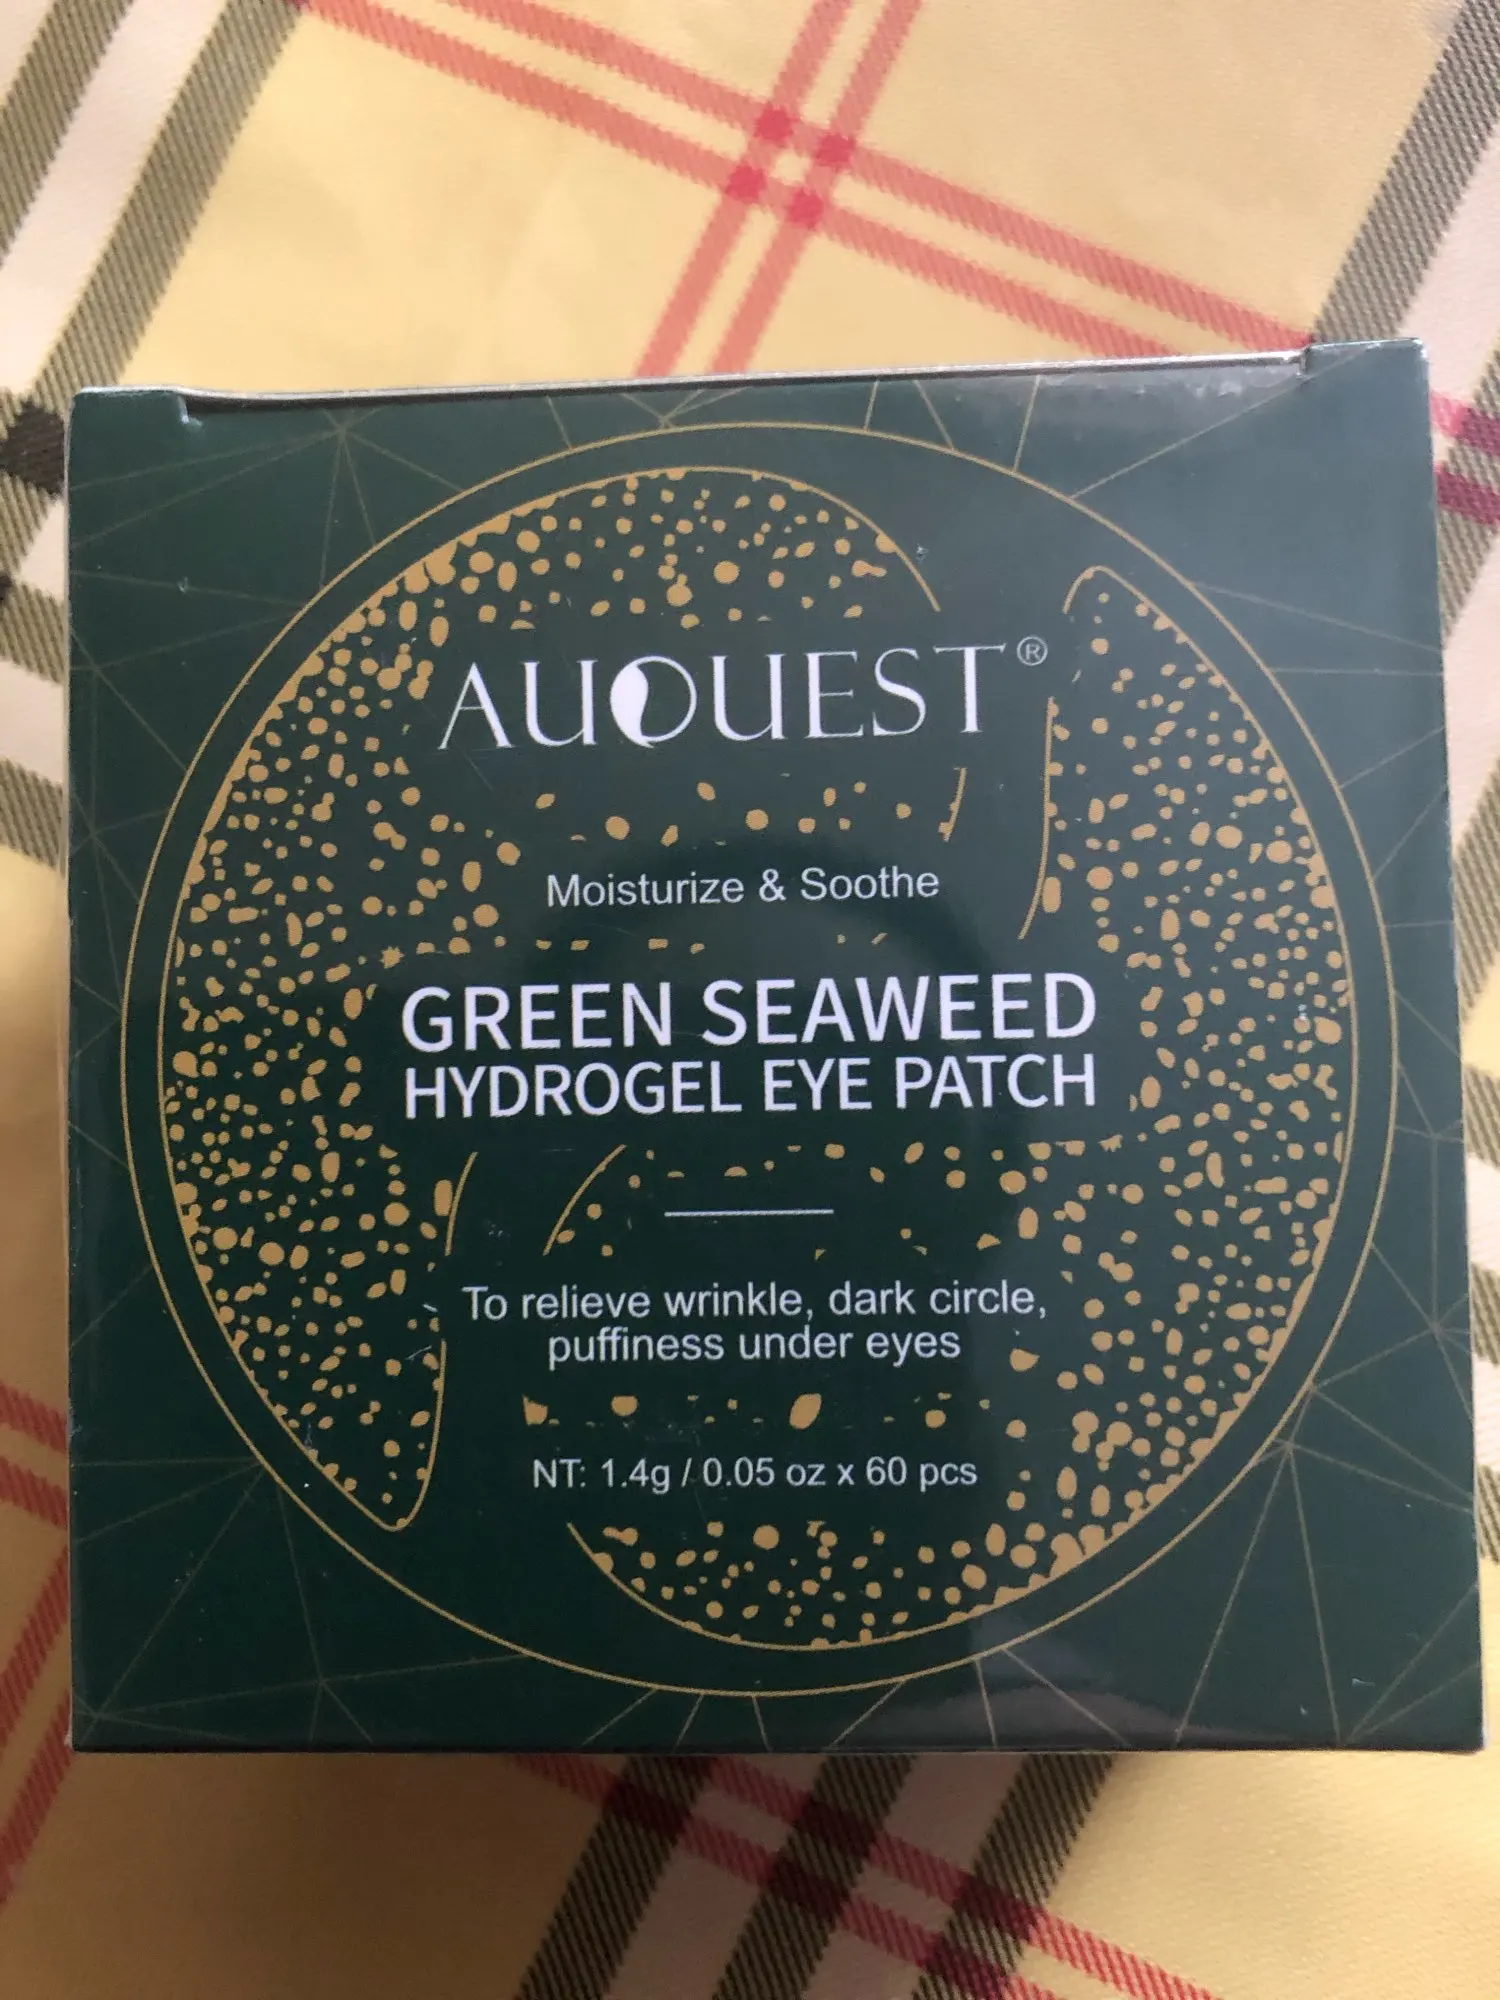 AUQUEST®
Moisturize & Soothe
GREEN SEAWEED
HYDROGEL EYE PATCH
To relieve wrinkle, dark circle,
puffiness under eyes
NT: 1.4g / 0.05 oz x 60 pcs